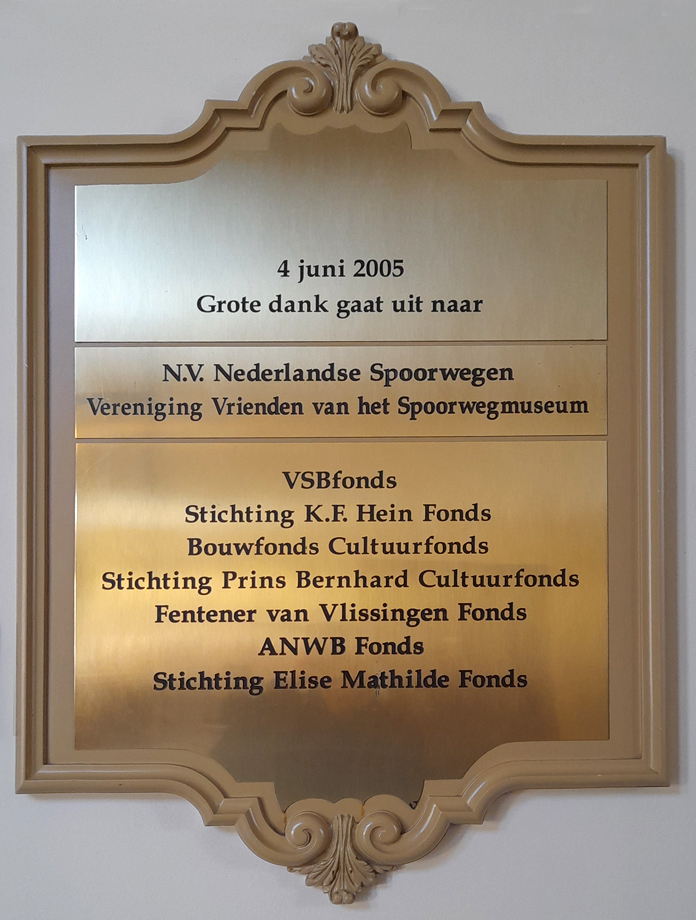 4 juni 2005
Grote dank gaat uit naar
N.V. Nederlandse Spoorwegen
Vereniging Vrienden van het Spoorwegmuseum
VSBfonds
Stichting K.F. Hein Fonds
Bouwfonds Cultuurfonds
Stichting Prins Bernhard Cultuurfonds
Fentener van Vlissingen Fonds
ANWB Fonds
Stichting Elise Mathilde Fonds